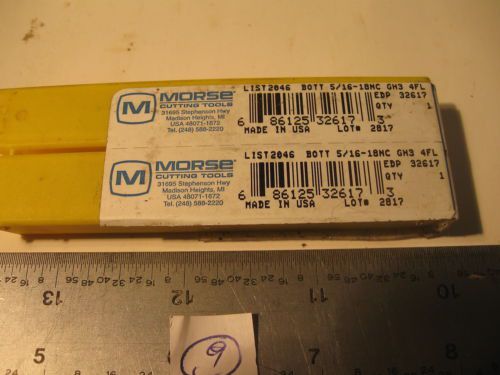 MORSE
CUTTING TOOLS
31695 Stephenson Hwy
Madison Heights, MI
USA 48071-1672
Tel. (248) 588-2220
LIST2046 BOTT 5/16-18NC GH3 4FL
EDP 32617
QTY 1
6 86125 32617 3
MADE IN USA LOT# 2817
MORSE
CUTTING TOOLS
31695 Stephenson Hwy
Madison Heights, MI
USA 48071-1672
Tel. (248) 588-2220
LIST2046 BOTT 5/16-18NC GH3 4FL
EDP 32617
QTY 1
6 86125 32617 3
MADE IN USA LOT# 2817
13 12 11 10
5 6 7 8
9